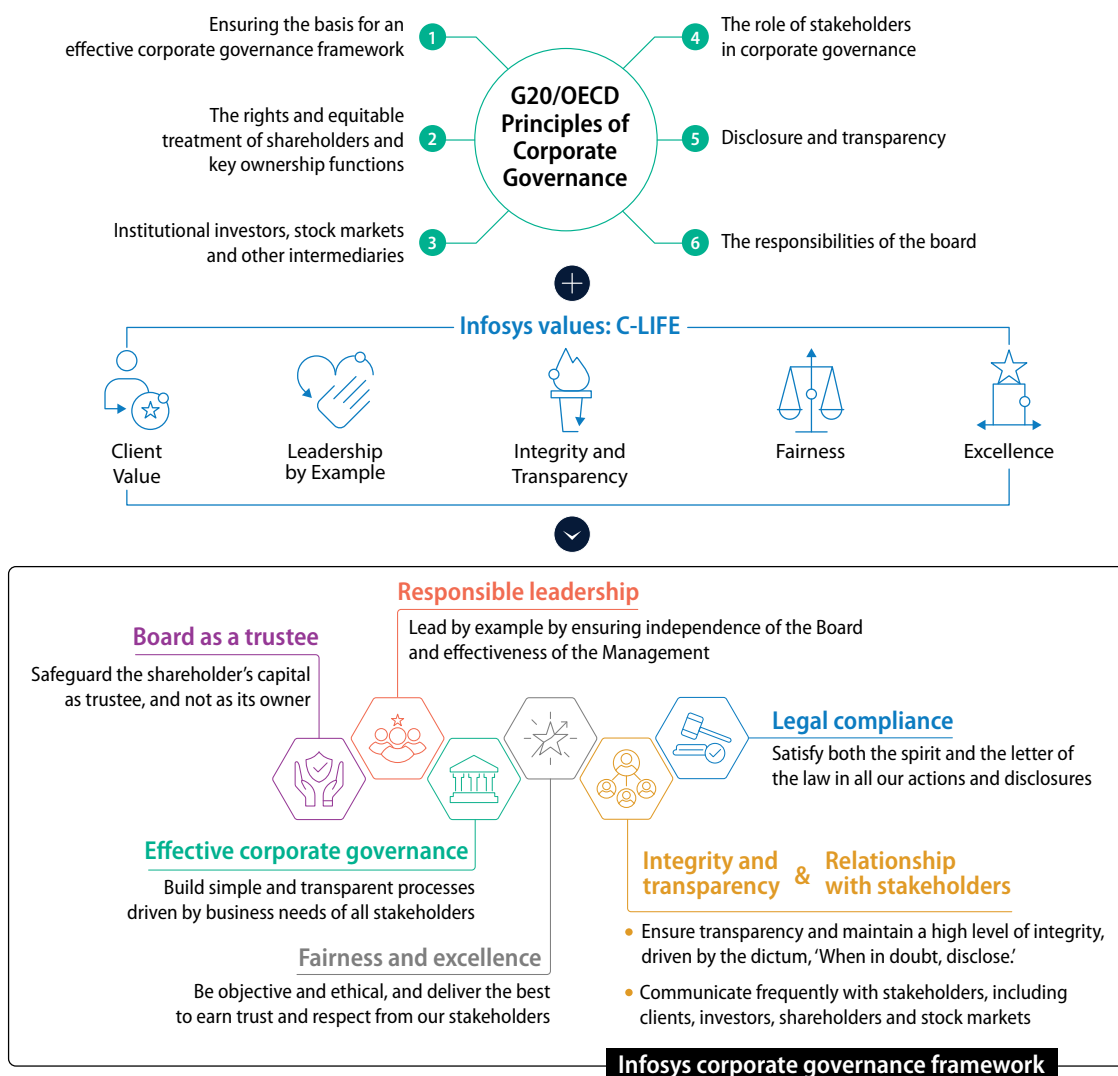 Ensuring the basis for an
effective corporate governance framework
1
The rights and equitable
treatment of shareholders and
key ownership functions
2
Institutional investors, stock markets
and other intermediaries
3
G20/OECD
Principles of
Corporate
Governance
4
The role of stakeholders
in corporate governance
5
Disclosure and transparency
6
The responsibilities of the board
Infosys values: C-LIFE
Client
Value
Leadership
by Example
Integrity and
Transparency
Fairness
Excellence
Responsible leadership
Lead by example by ensuring independence of the Board
and effectiveness of the Management
Board as a trustee
Safeguard the shareholder’s capital
as trustee, and not as its owner
Legal compliance
Satisfy both the spirit and the letter of
the law in all our actions and disclosures
Effective corporate governance
Build simple and transparent processes
driven by business needs of all stakeholders
Integrity and
transparency
&
Relationship
with stakeholders
• Ensure transparency and maintain a high level of integrity,
driven by the dictum, ‘When in doubt, disclose.’
• Communicate frequently with stakeholders, including
clients, investors, shareholders and stock markets
Fairness and excellence
Be objective and ethical, and deliver the best
to earn trust and respect from our stakeholders
Infosys corporate governance framework